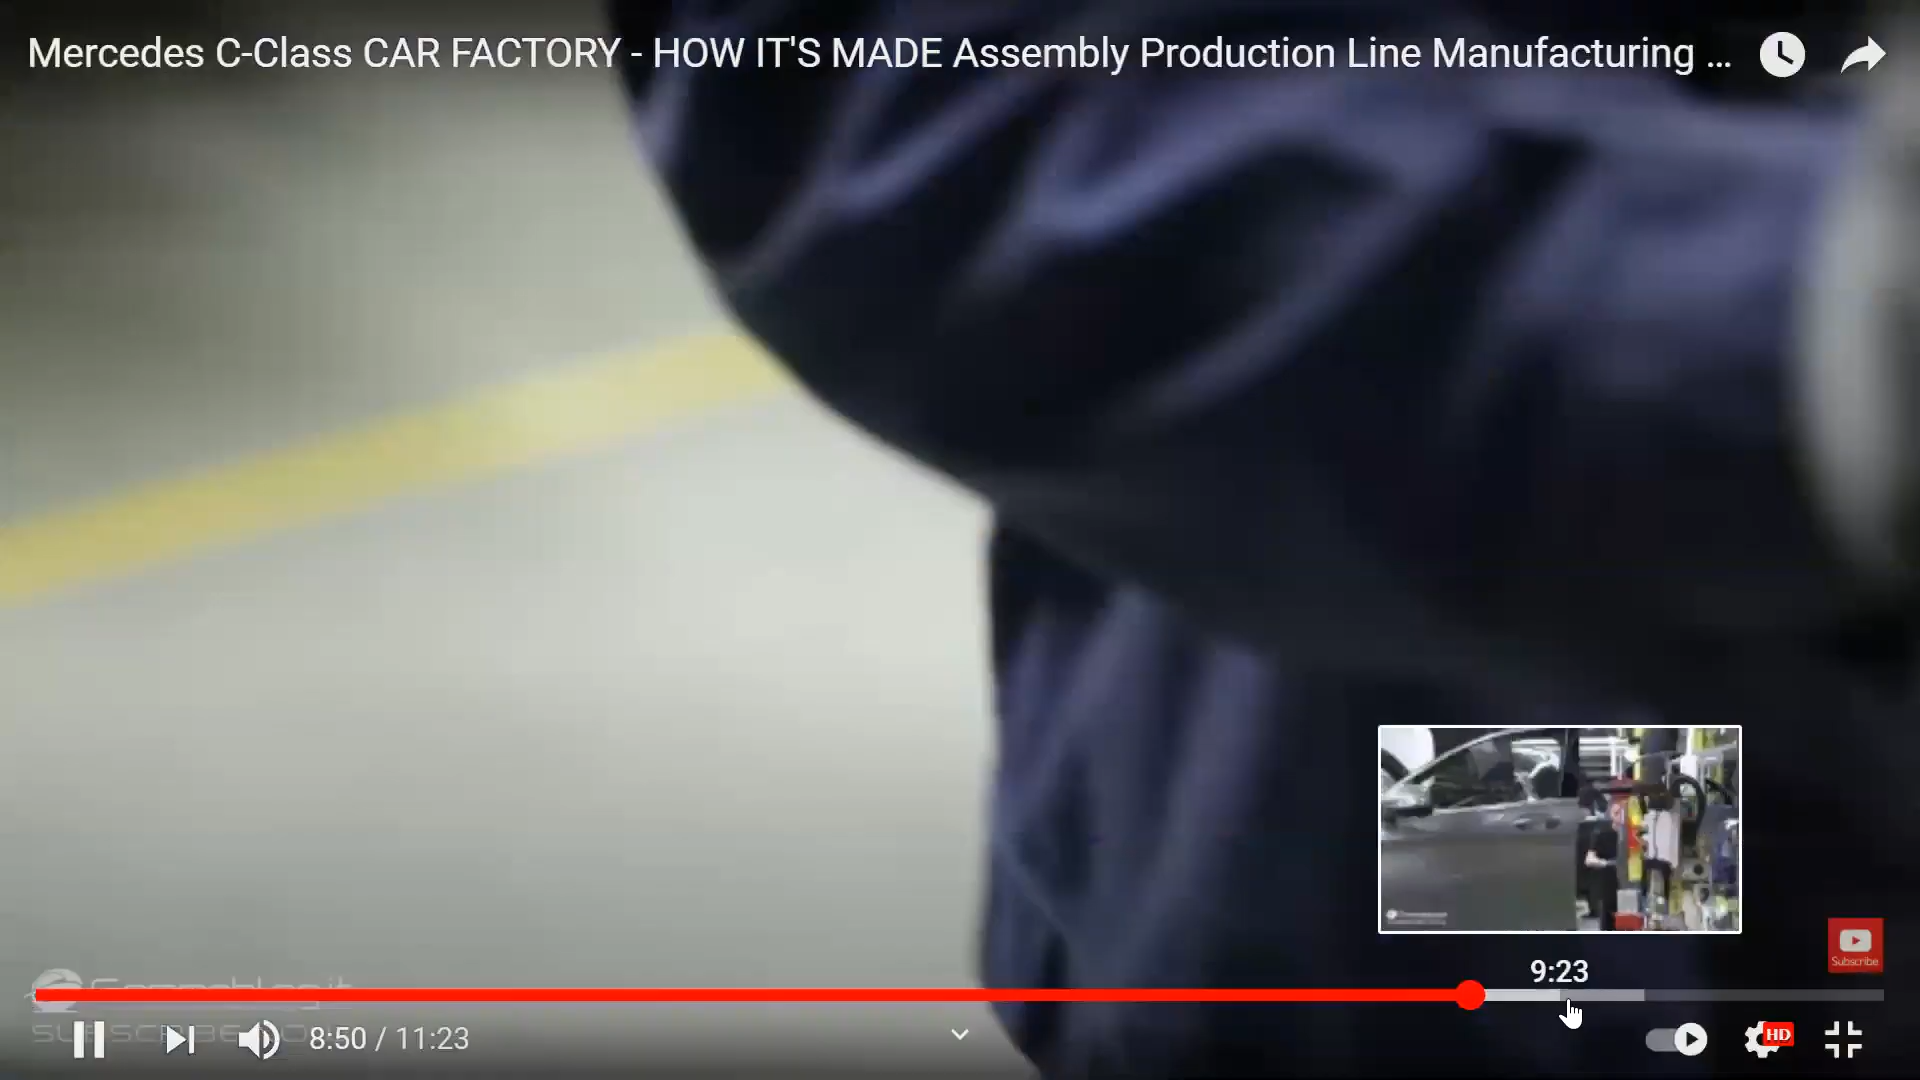 Mercedes C-Class CAR FACTORY - HOW IT'S MADE Assembly Production Line Manufacturing ...
Subscribe
9:23
8:50 / 11:23
HD